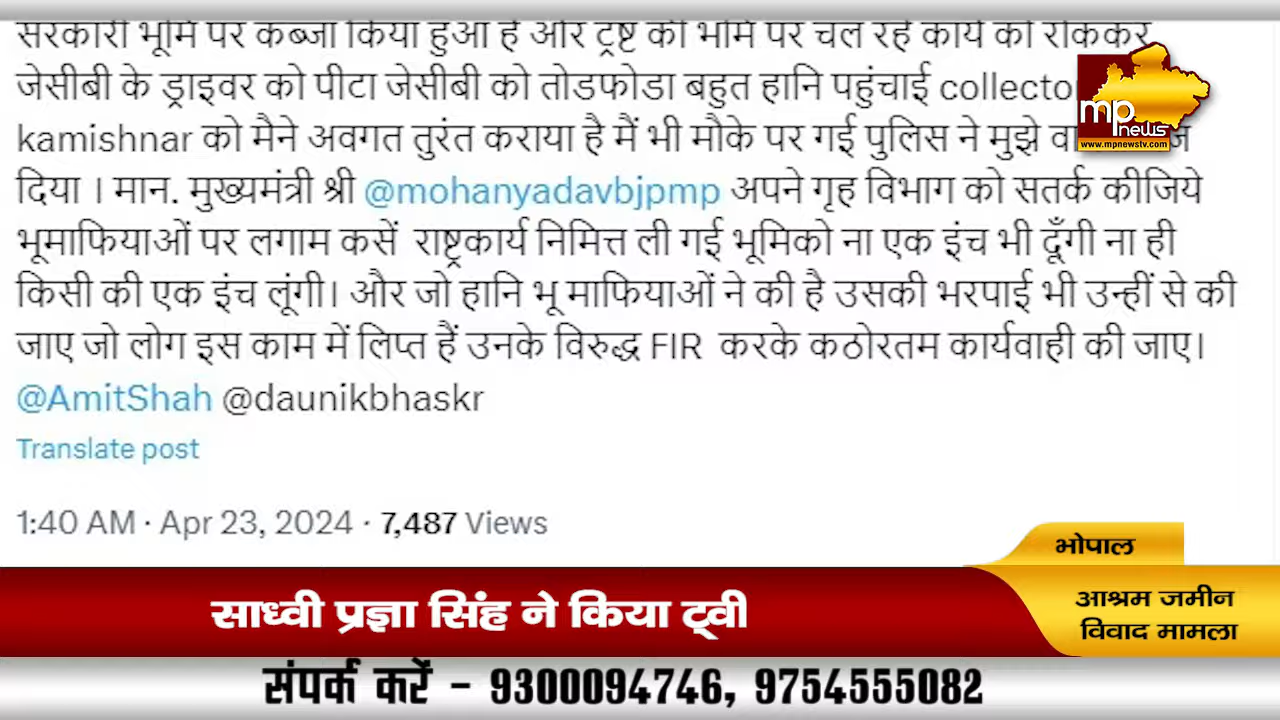 सरकारी भूमि पर कब्जा किया हुआ है और ट्रष्ट की भूमि पर चल रहे कार्य को रोककर
जेसीबी के ड्राइवर को पीटा जेसीबी को तोडफोडा बहुत हानि पहुंचाई
kamishnar को मैने अवगत तुरंत कराया है मैं भी मौके पर गई पुलिस ने मुझे
दिया । मान. मुख्यमंत्री श्री @mohanyadavbjpmp अपने गृह विभाग को सतर्क कीजिये
भूमाफियाओं पर लगाम कसें राष्ट्रकार्य निमित्त ली गई भूमिको ना एक इंच भी दूँगी ना ही
किसी की एक इंच लूंगी। और जो हानि भू माफियाओं ने की है उसकी भरपाई भी उन्हीं से की
जाए जो लोग इस काम में लिप्त हैं उनके विरुद्ध FIR करके कठोरतम कार्यवाही की जाए।
@AmitShah @daunikbhaskr
Translate post
1:40 AM · Apr 23, 2024 · 7,487 Views
mp
news
www.mpnewstv.com
भोपाल
साध्वी प्रज्ञा सिंह ने किया ट्वी
आश्रम जमीन
विवाद मामला
संपर्क करें - 9300094746, 9754555082